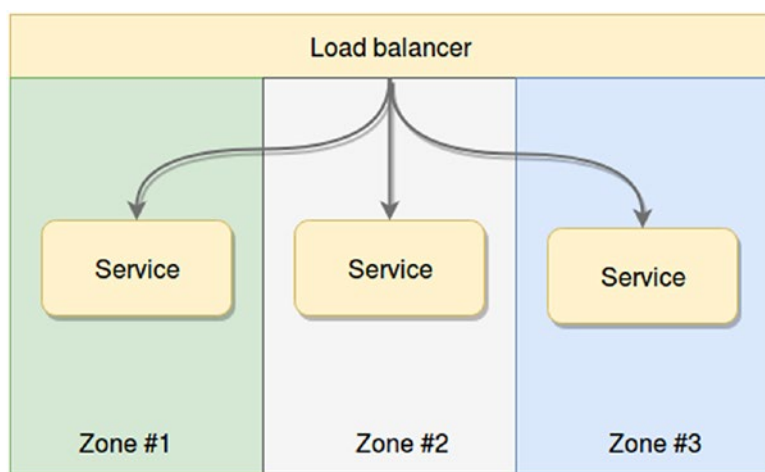 Load balancer
Service
Service
Service
Zone #1
Zone #2
Zone #3